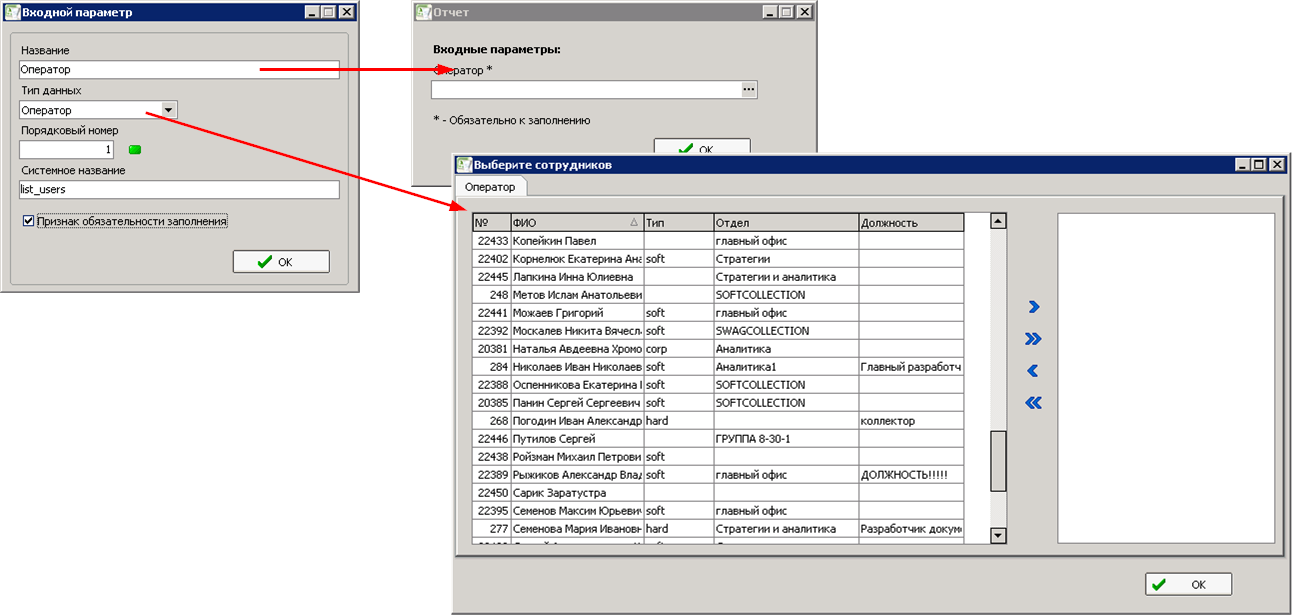 Входной параметр
Название
Оператор
Тип данных
Оператор
Порядковый номер
1
Системное название
list_users
Признак обязательности заполнения
OK
Отчет
Входные параметры:
Оператор *
* - Обязательно к заполнению
OK
Выберите сотрудников
Оператор
№ ФИО Тип Отдел Должность
22433 Копейкин Павел главный офис
22402 Корнелюк Екатерина Ана soft Стратегии
22445 Лапкина Инна Юлиевна Стратегии и аналитика
248 Метов Ислам Анатольеви SOFTCOLLECTION
22441 Можаев Григорий soft главный офис
22392 Москалев Никита Вячесл soft SWAGCOLLECTION
20381 Наталья Авдеевна Хромо corp Аналитика
284 Николаев Иван Николаев soft Аналитика1 Главный разработч
22388 Оспенникова Екатерина soft SOFTCOLLECTION
20385 Панин Сергей Сергеевич soft SOFTCOLLECTION
268 Погодин Иван Александр hard коллектор
22446 Путилов Сергей ГРУППА 8-30-1
22438 Ройзман Михаил Петрови soft
22389 Рыжиков Александр Влад soft главный офис ДОЛЖНОСТЬ!!!!!
22450 Сарик Заратустра
22395 Семенов Максим Юрьевич soft главный офис
277 Семенова Мария Ивановн hard Стратегии и аналитика Разработчик докум
OK